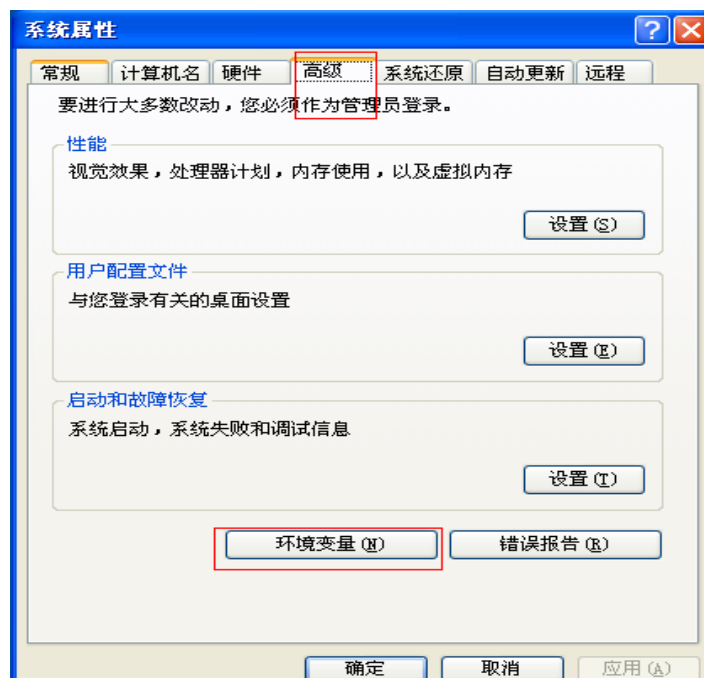 系统属性
常规 计算机名 硬件 高级 系统还原 自动更新 远程
要进行大多数改动，您必须作为管理员登录。
性能
视觉效果，处理器计划，内存使用，以及虚拟内存
设置(S)
用户配置文件
与您登录有关的桌面设置
设置(E)
启动和故障恢复
系统启动，系统失败和调试信息
设置(T)
环境变量(N) 错误报告(R)
确定 取消 应用(A)